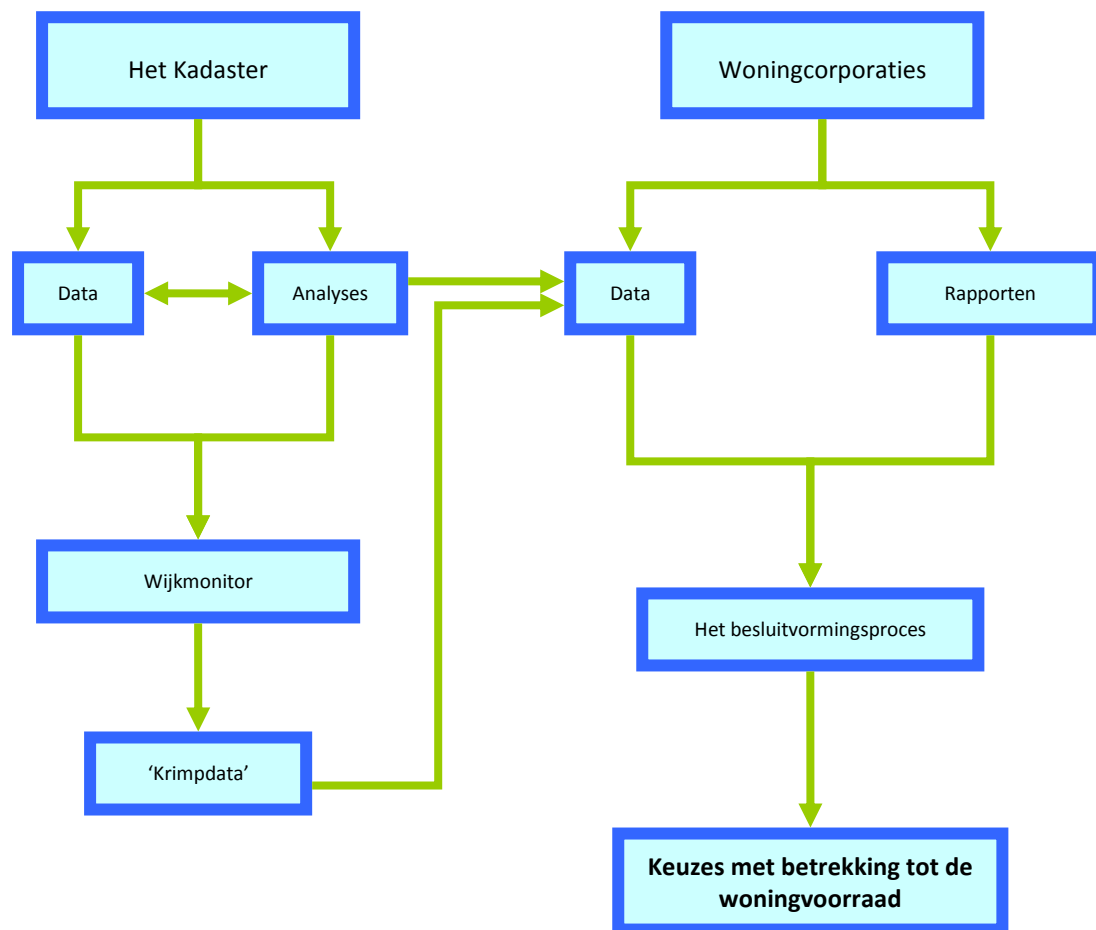 Het Kadaster
Woningcorporaties
Data
Analyses
Data
Rapporten
Wijkmonitor
Het besluitvormingsproces
‘Krimpdata’
Keuzes met betrekking tot de
woningvoorraad